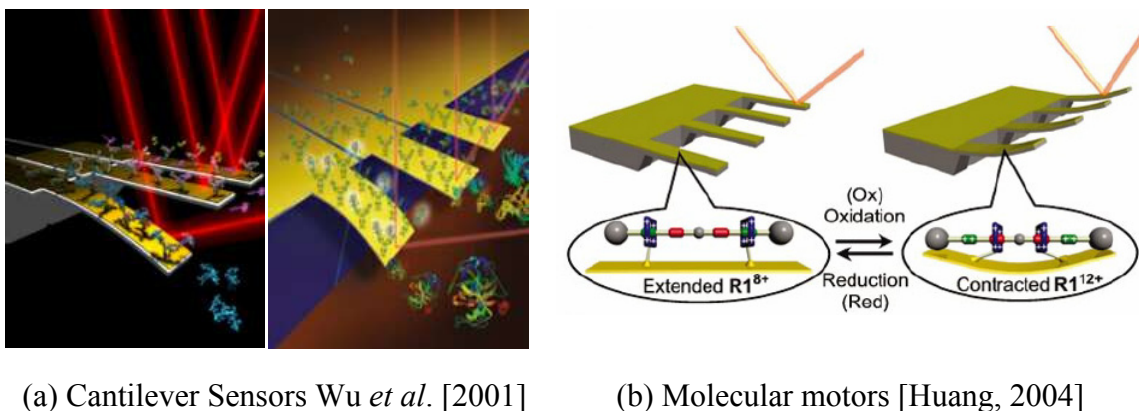 (Ox)
Oxidation
Reduction
(Red)
Extended R1⁸⁺
Contracted R1¹²⁺
(a) Cantilever Sensors Wu et al. [2001]
(b) Molecular motors [Huang, 2004]